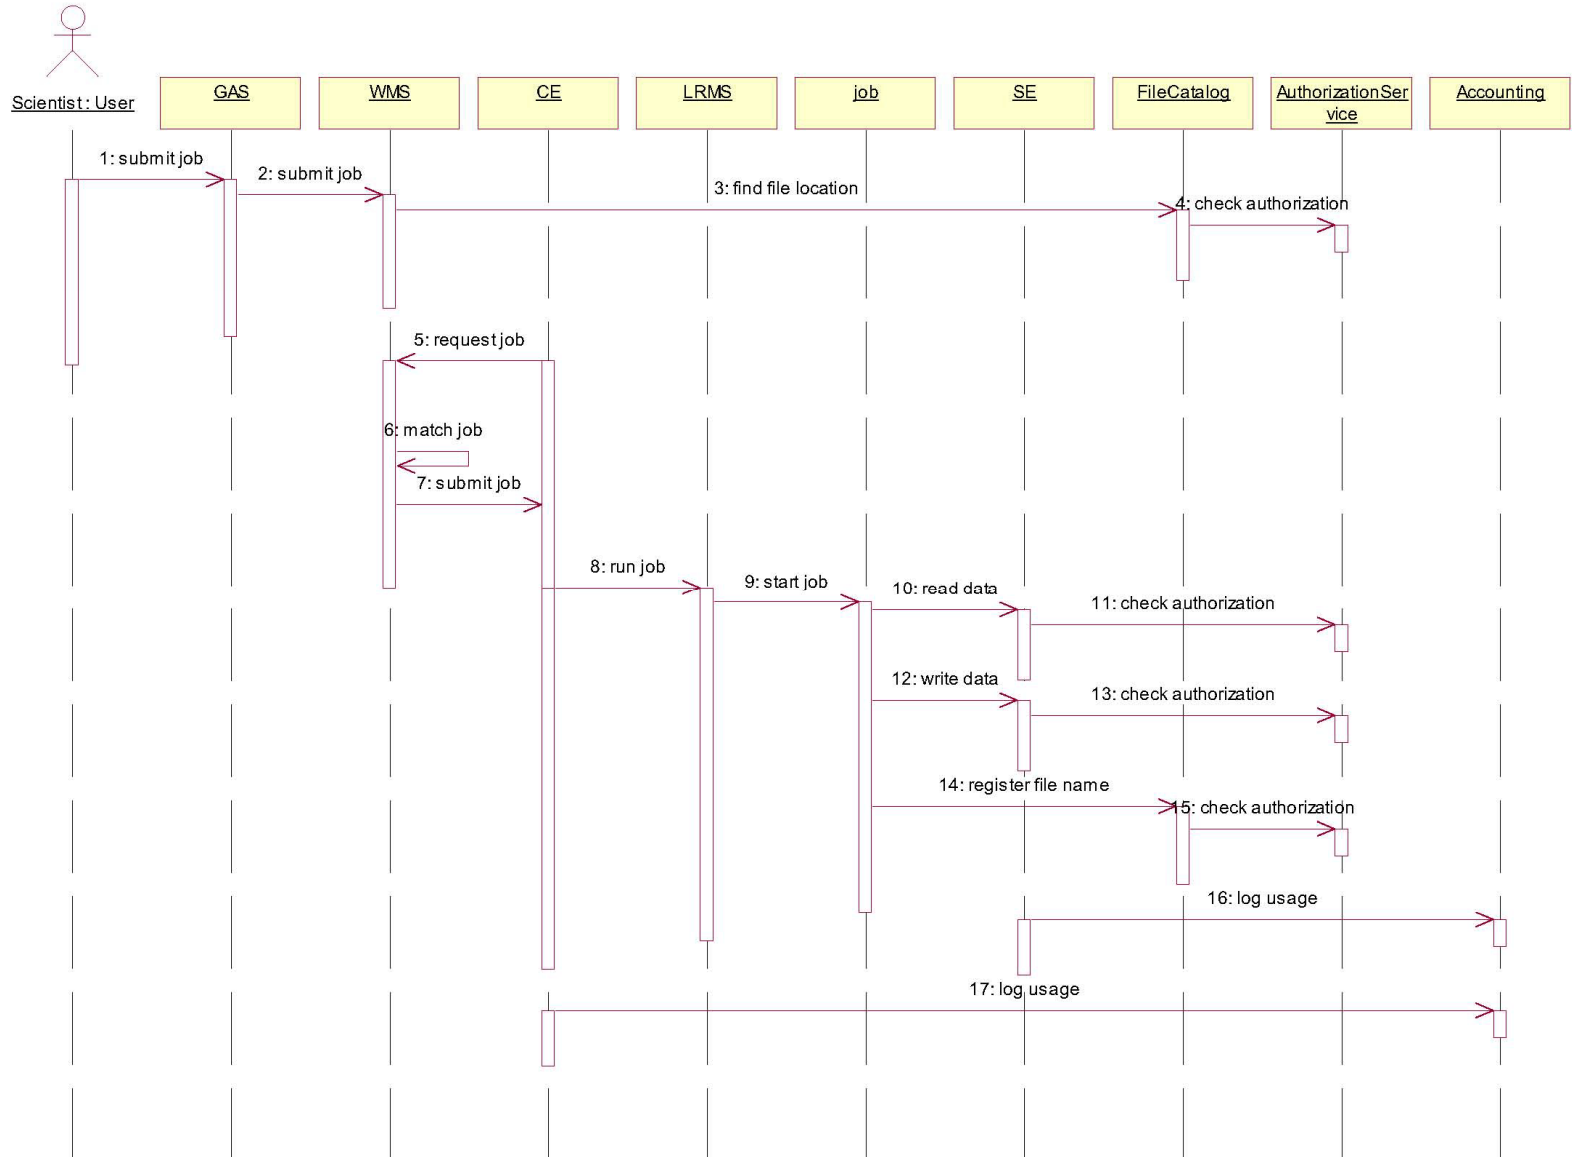 Scientist : User
GAS
WMS
CE
LRMS
job
SE
FileCatalog
AuthorizationSer
vice
Accounting
1: submit job
2: submit job
3: find file location
4: check authorization
5: request job
6: match job
7: submit job
8: run job
9: start job
10: read data
11: check authorization
12: write data
13: check authorization
14: register file name
15: check authorization
16: log usage
17: log usage